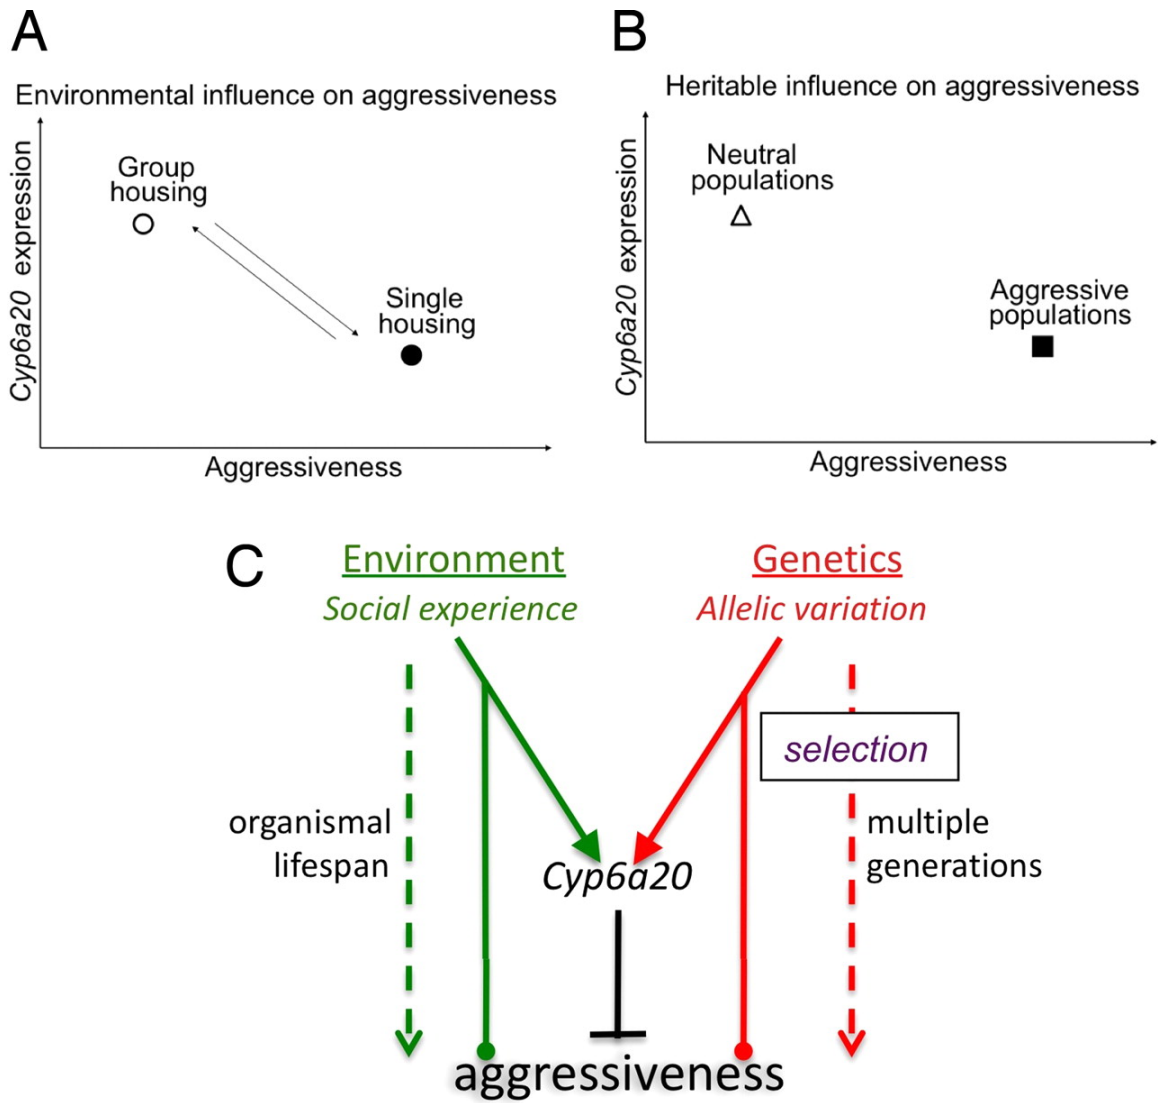 A
Environmental influence on aggressiveness
Cyp6a20 expression
Group
housing
Single
housing
Aggressiveness
B
Heritable influence on aggressiveness
Cyp6a20 expression
Neutral
populations
Aggressive
populations
Aggressiveness
C
Environment
Social experience
Genetics
Allelic variation
selection
organismal
lifespan
multiple
generations
Cyp6a20
aggressiveness